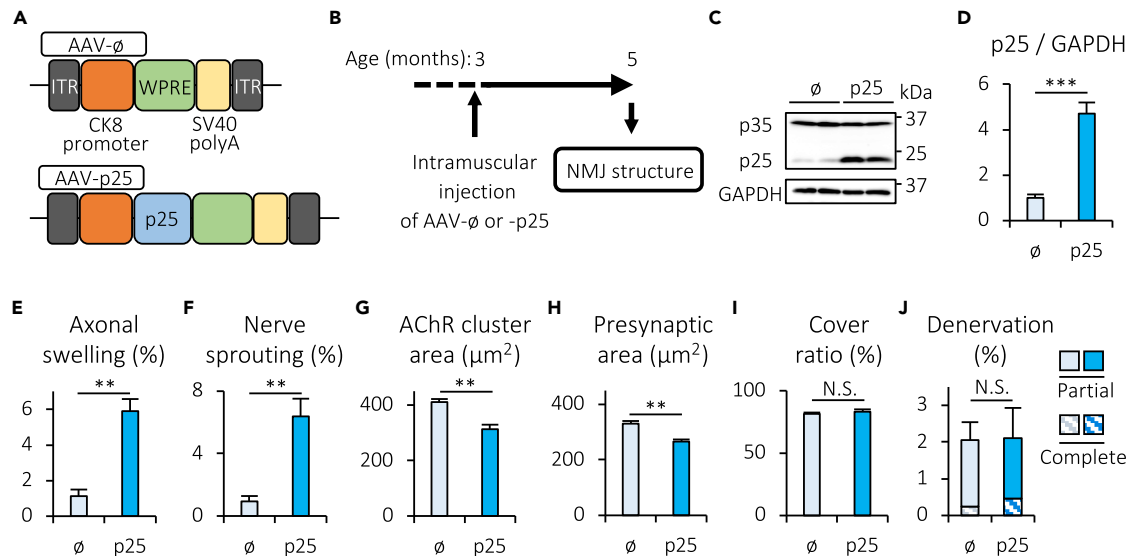 A
AAV-ø
ITR
WPRE
ITR
CK8
promoter
SV40
polyA
AAV-p25
p25
B
Age (months): 3
5
Intramuscular
injection
of AAV-ø or -p25
NMJ structure
C
ø
p25
kDa
p35
37
p25
25
GAPDH
37
D
p25 / GAPDH
6
4
2
0
***
ø
p25
E
Axonal
swelling (%)
6
4
2
0
**
ø
p25
F
Nerve
sprouting (%)
8
4
0
**
ø
p25
G
AChR cluster
area (µm²)
400
200
**
ø
p25
H
Presynaptic
area (µm²)
400
200
0
**
ø
p25
I
Cover
ratio (%)
100
50
0
N.S.
ø
p25
J
Denervation
(%)
3
2
1
0
N.S.
ø
p25
Partial
Complete